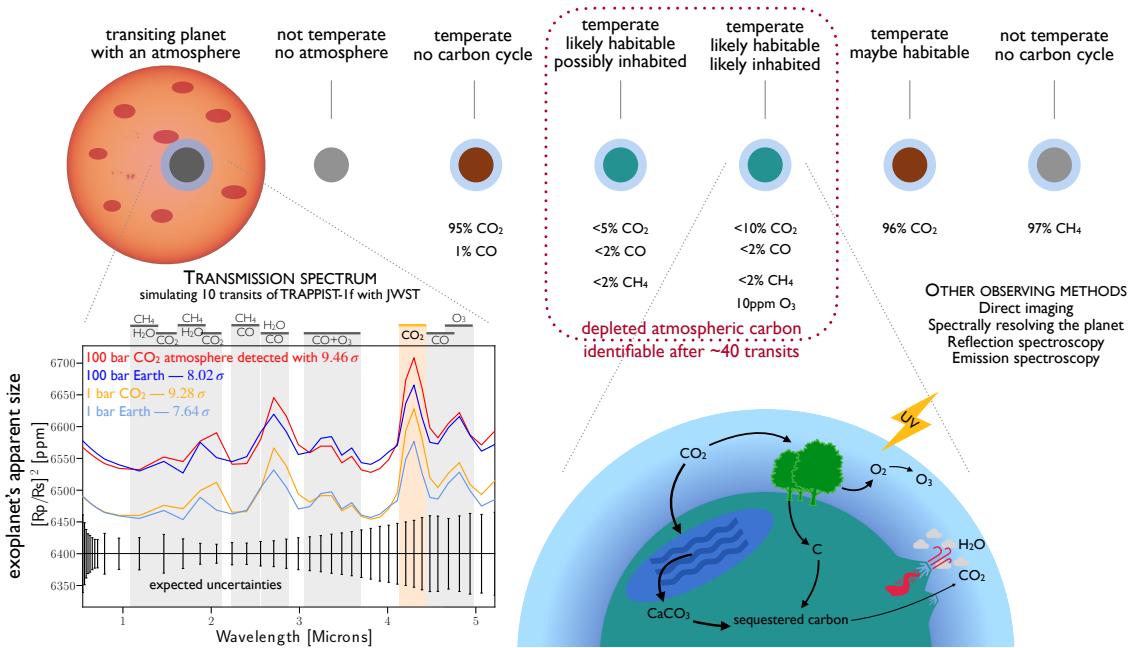 transiting planet
with an atmosphere
not temperate
no atmosphere
temperate
no carbon cycle
temperate
likely habitable
possibly inhabited
temperate
likely habitable
likely inhabited
temperate
maybe habitable
not temperate
no carbon cycle
95% CO₂
1% CO
<5% CO₂
<2% CO
<2% CH₄
<10% CO₂
<2% CO
<2% CH₄
10ppm O₃
96% CO₂
97% CH₄
depleted atmospheric carbon
identifiable after ~40 transits
TRANSMISSION SPECTRUM
simulating 10 transits of TRAPPIST-1f with JWST
CH₄
H₂O
CO₂
CH₄
H₂O
CO₂
CH₄
CO
H₂O
CO
CO+O₃
CO₂
O₃
CO
100 bar CO₂ atmosphere detected with 9.46 σ
100 bar Earth — 8.02 σ
1 bar CO₂ — 9.28 σ
1 bar Earth — 7.64 σ
exoplanet's apparent size
[Rp/Rs]² [ppm]
6700
6650
6600
6550
6500
6450
6400
6350
expected uncertainties
1
2
3
4
5
Wavelength [Microns]
OTHER OBSERVING METHODS
Direct imaging
Spectrally resolving the planet
Reflection spectroscopy
Emission spectroscopy
UV
CO₂
O₂
O₃
C
H₂O
CO₂
CaCO₃
sequestered carbon